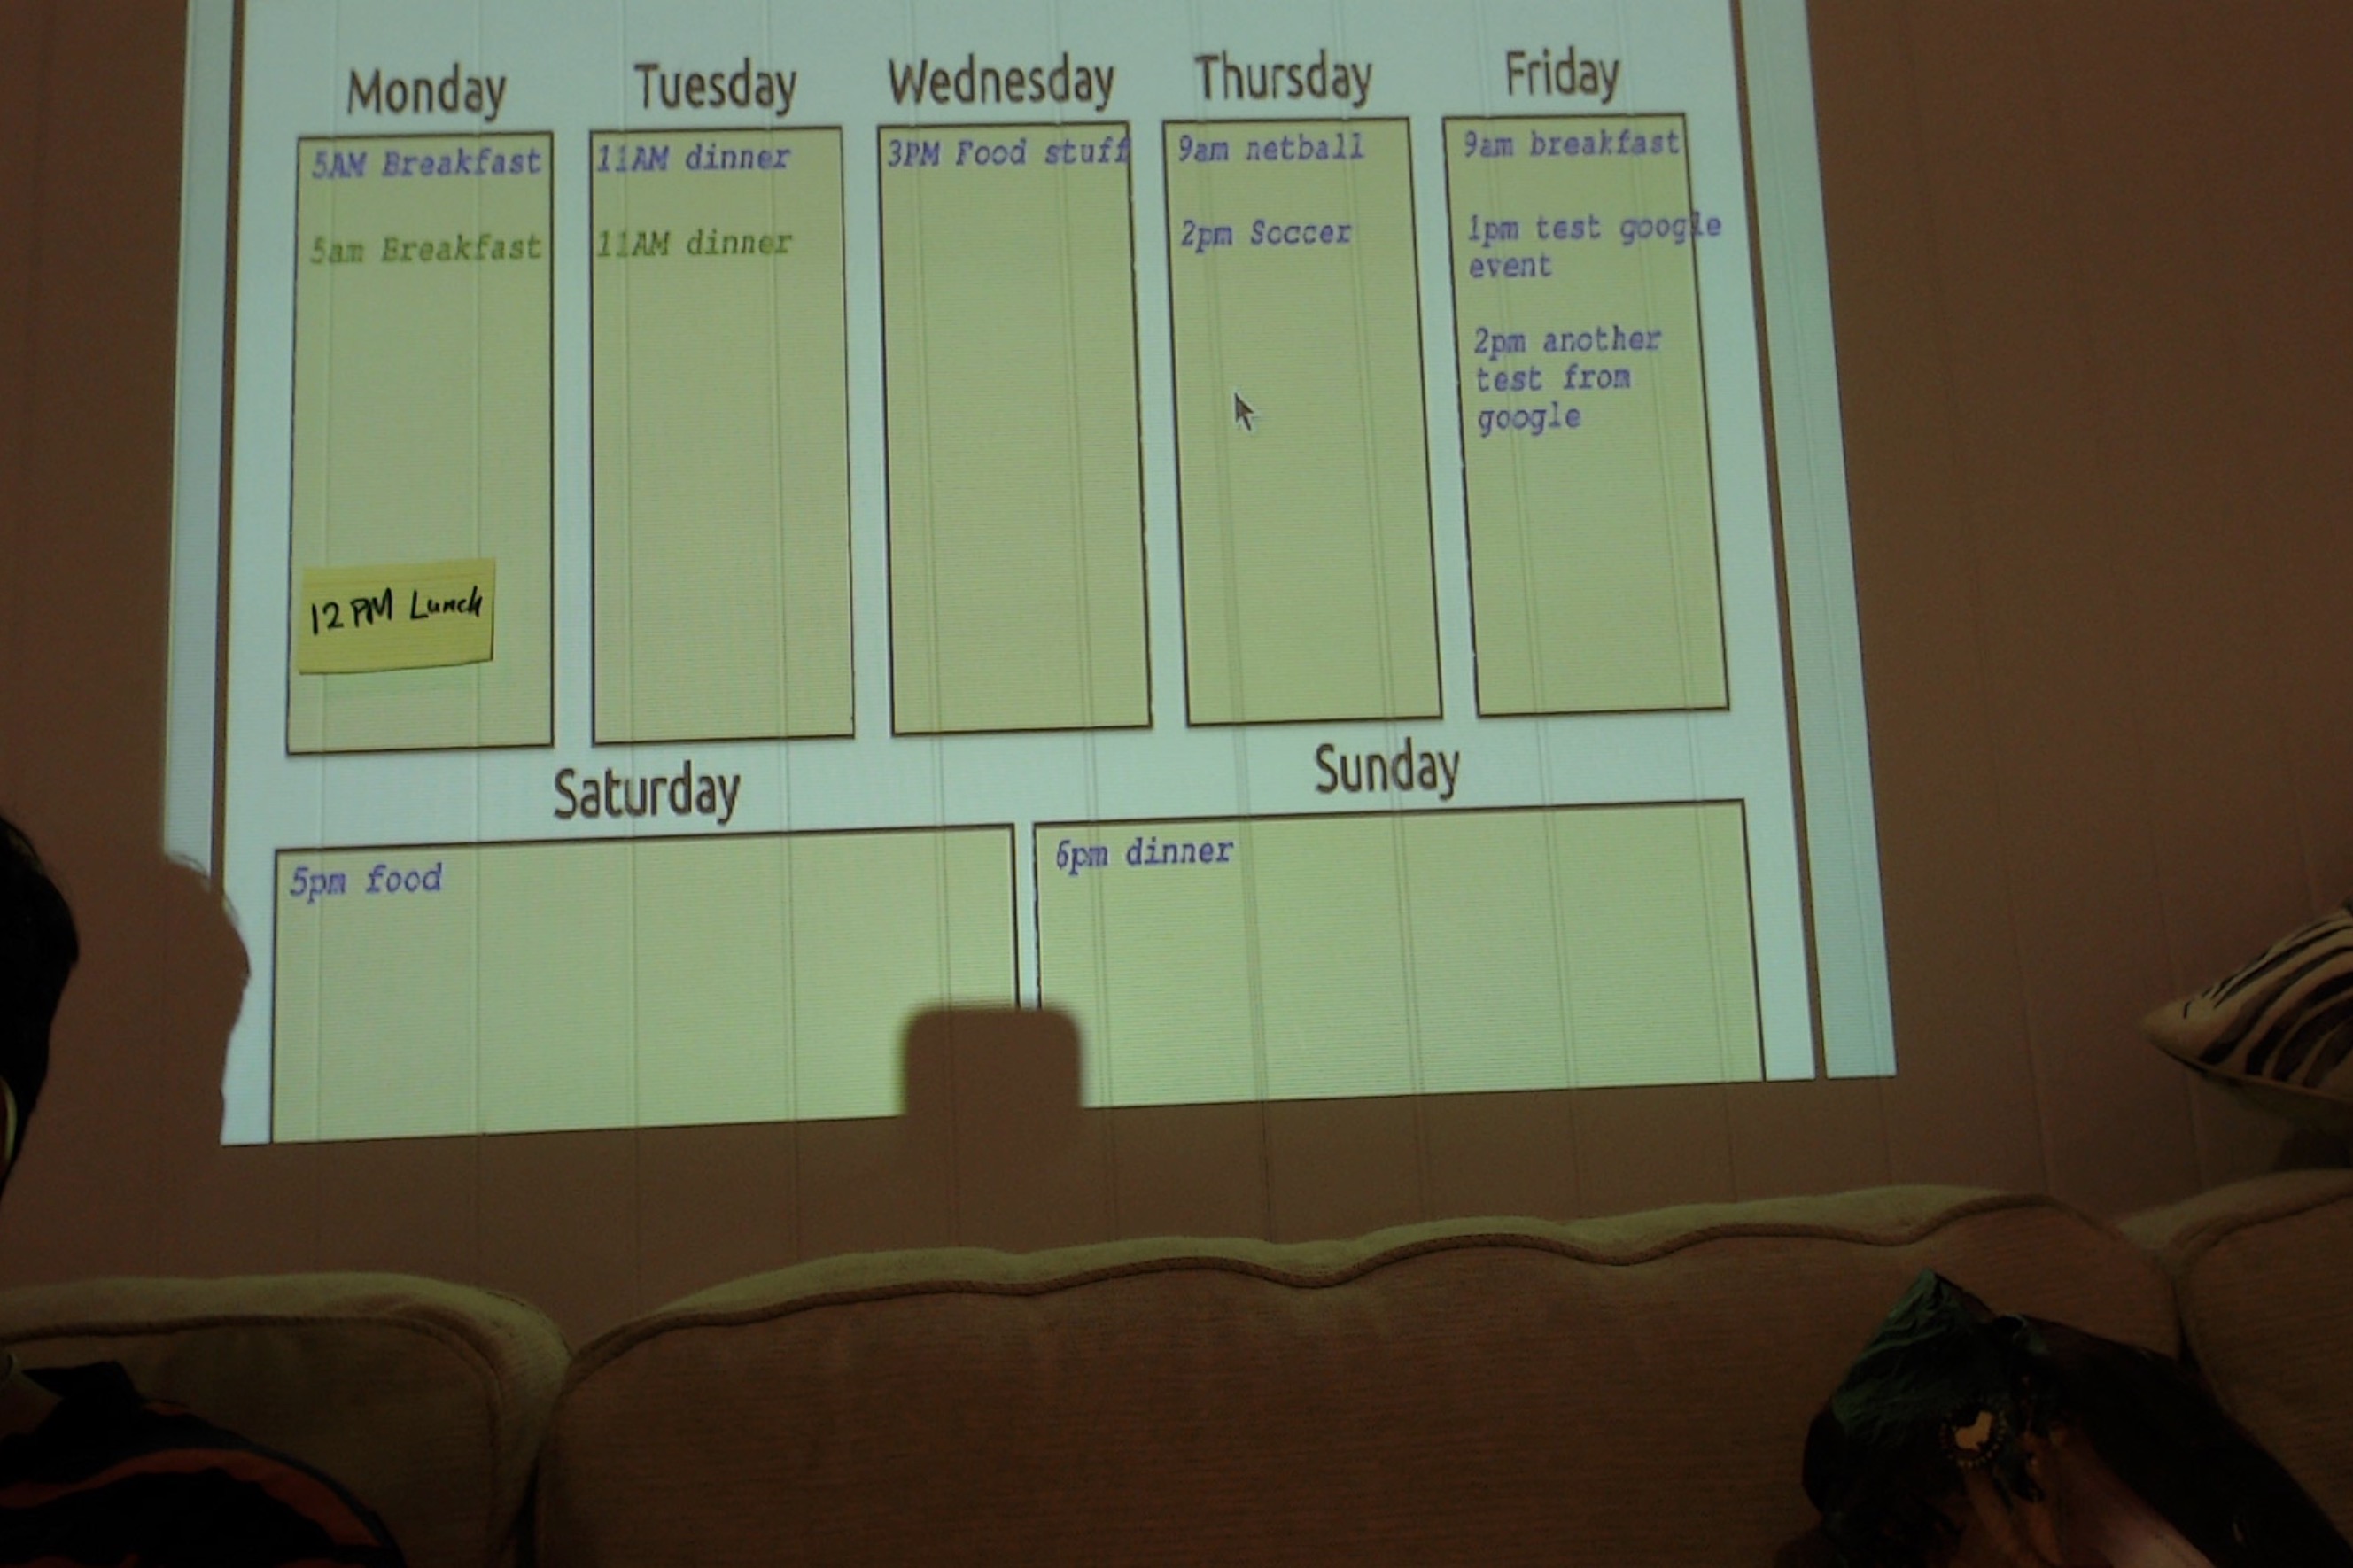 Monday
5AM Breakfast
5am Breakfast
12PM Lunch
Tuesday
11AM dinner
11AM dinner
Wednesday
3PM Food stuff
Thursday
9am netball
2pm Soccer
Friday
9am breakfast
1pm test google
event
2pm another
test from
google
Saturday
5pm food
Sunday
6pm dinner